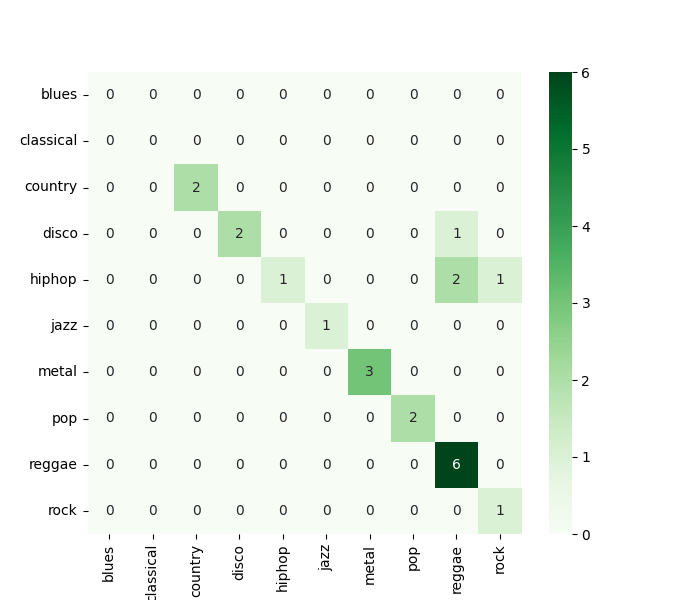 blues 0 0 0 0 0 0 0 0 0 0
classical 0 0 0 0 0 0 0 0 0 0
country 0 0 2 0 0 0 0 0 0 0
disco 0 0 0 2 0 0 0 0 1 0
hiphop 0 0 0 0 1 0 0 0 2 1
jazz 0 0 0 0 0 1 0 0 0 0
metal 0 0 0 0 0 0 3 0 0 0
pop 0 0 0 0 0 0 0 2 0 0
reggae 0 0 0 0 0 0 0 0 6 0
rock 0 0 0 0 0 0 0 0 0 1
blues
classical
country
disco
hiphop
jazz
metal
pop
reggae
rock
6
5
4
3
2
1
0